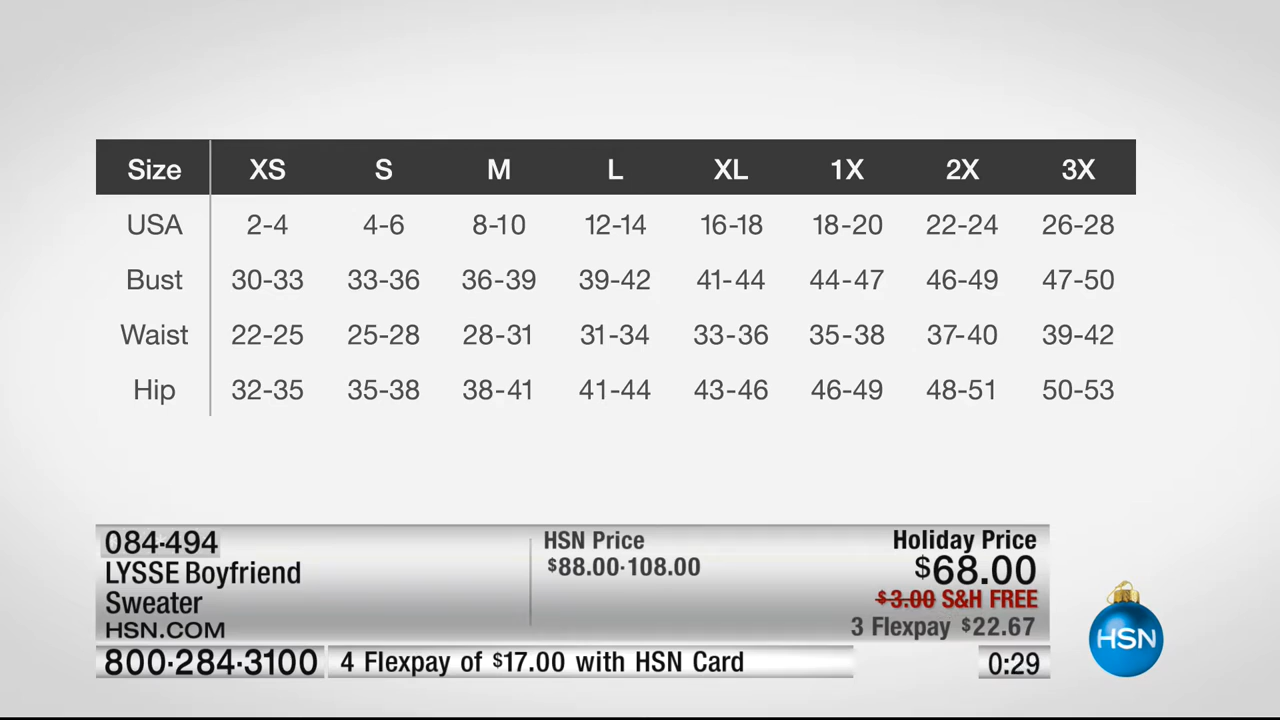 Size XS S M L XL 1X 2X 3X
USA 2-4 4-6 8-10 12-14 16-18 18-20 22-24 26-28
Bust 30-33 33-36 36-39 39-42 41-44 44-47 46-49 47-50
Waist 22-25 25-28 28-31 31-34 33-36 35-38 37-40 39-42
Hip 32-35 35-38 38-41 41-44 43-46 46-49 48-51 50-53
084·494
LYSSE Boyfriend
Sweater
HSN.COM
HSN Price
$88.00·108.00
Holiday Price
$68.00
$3.00 S&H FREE
3 Flexpay $22.67
800·284·3100
4 Flexpay of $17.00 with HSN Card
0:29
HSN